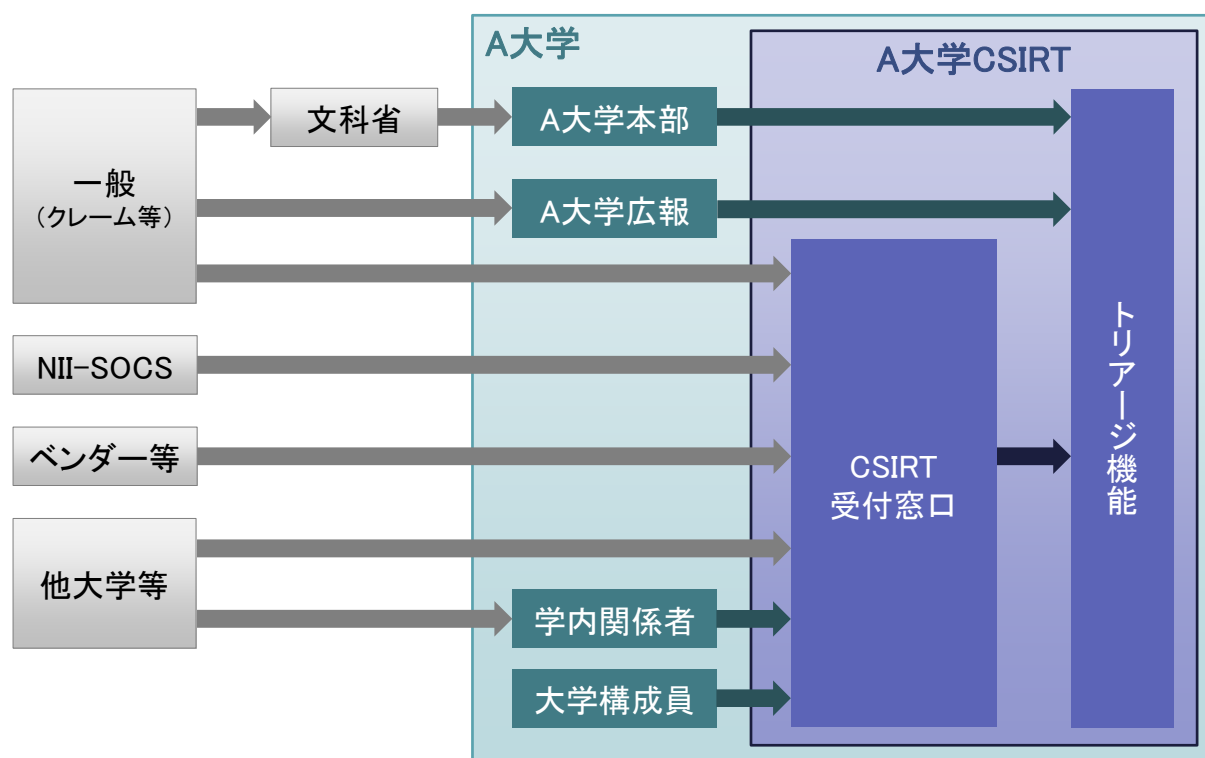 A大学
A大学CSIRT
一般
（クレーム等）
文科省
A大学本部
A大学広報
NII-SOCS
ベンダー等
他大学等
学内関係者
大学構成員
CSIRT
受付窓口
トリアージ機能